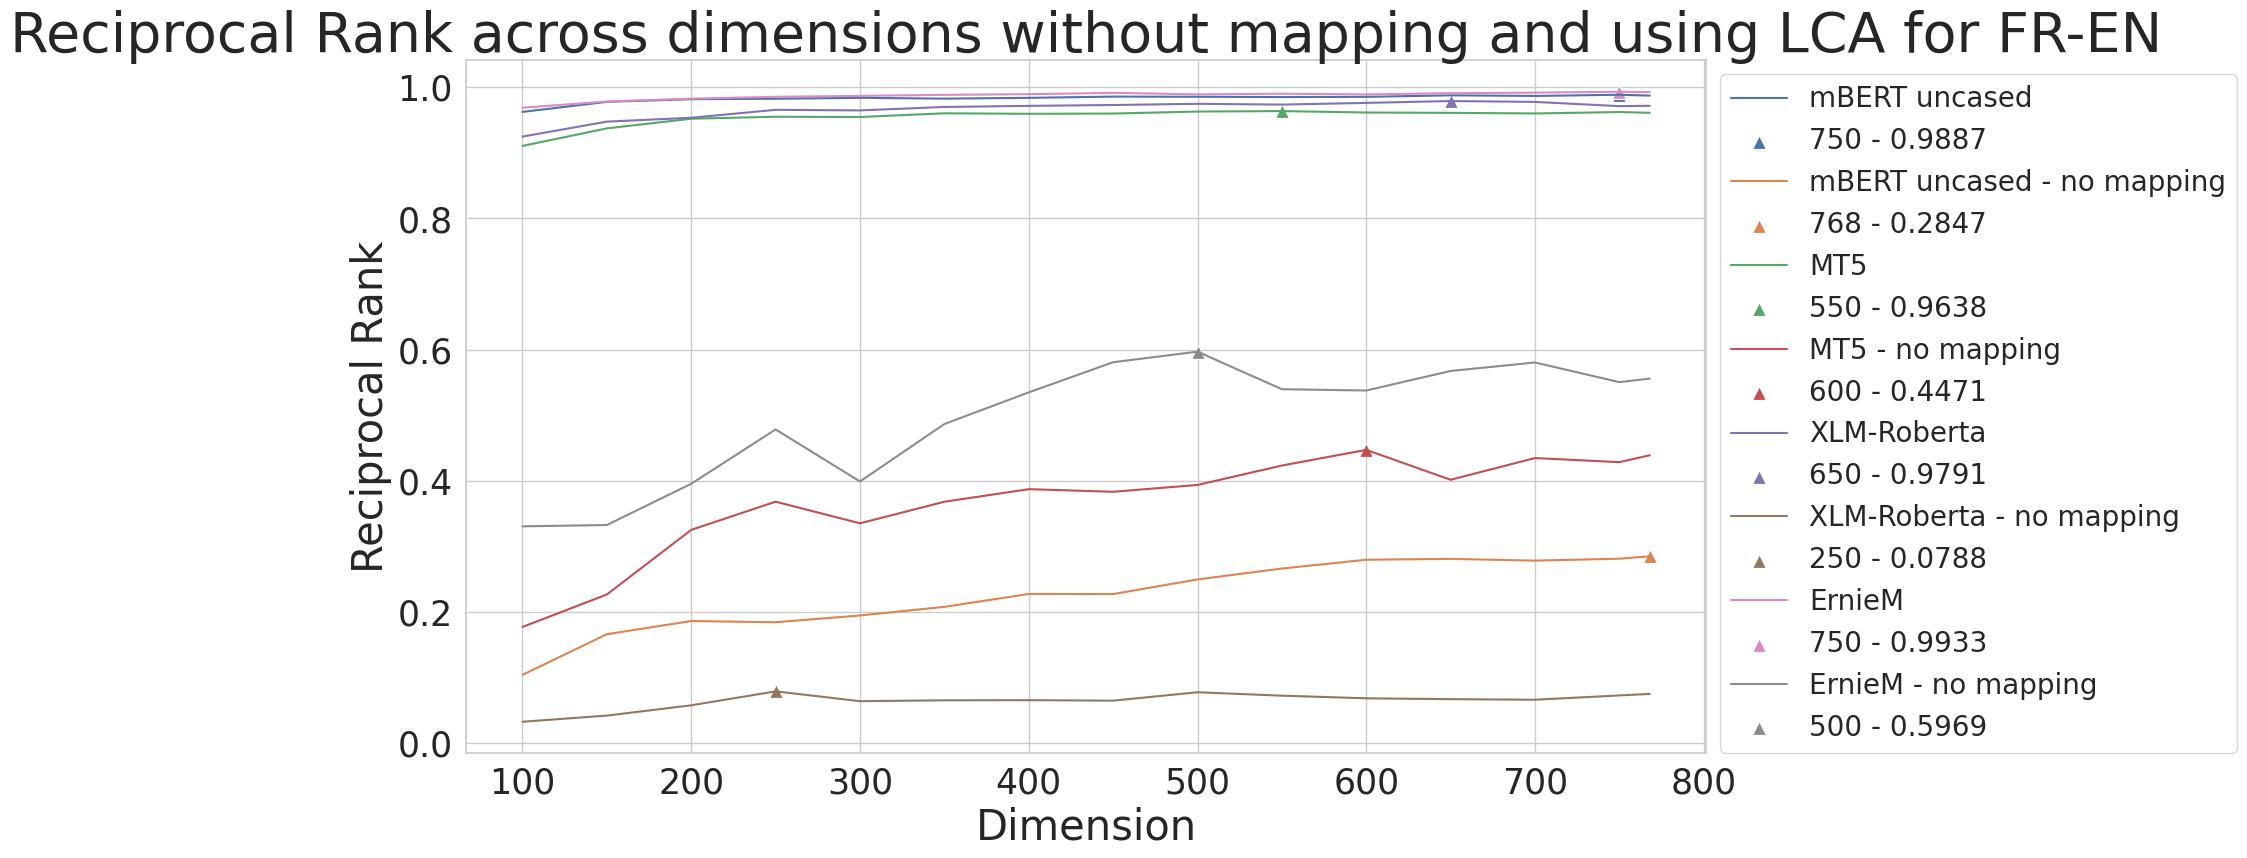 Reciprocal Rank across dimensions without mapping and using LCA for FR-EN
Reciprocal Rank
1.0
0.8
0.6
0.4
0.2
0.0
100 200 300 400 500 600 700 800
Dimension
mBERT uncased
750 - 0.9887
mBERT uncased - no mapping
768 - 0.2847
MT5
550 - 0.9638
MT5 - no mapping
600 - 0.4471
XLM-Roberta
650 - 0.9791
XLM-Roberta - no mapping
250 - 0.0788
ErnieM
750 - 0.9933
ErnieM - no mapping
500 - 0.5969